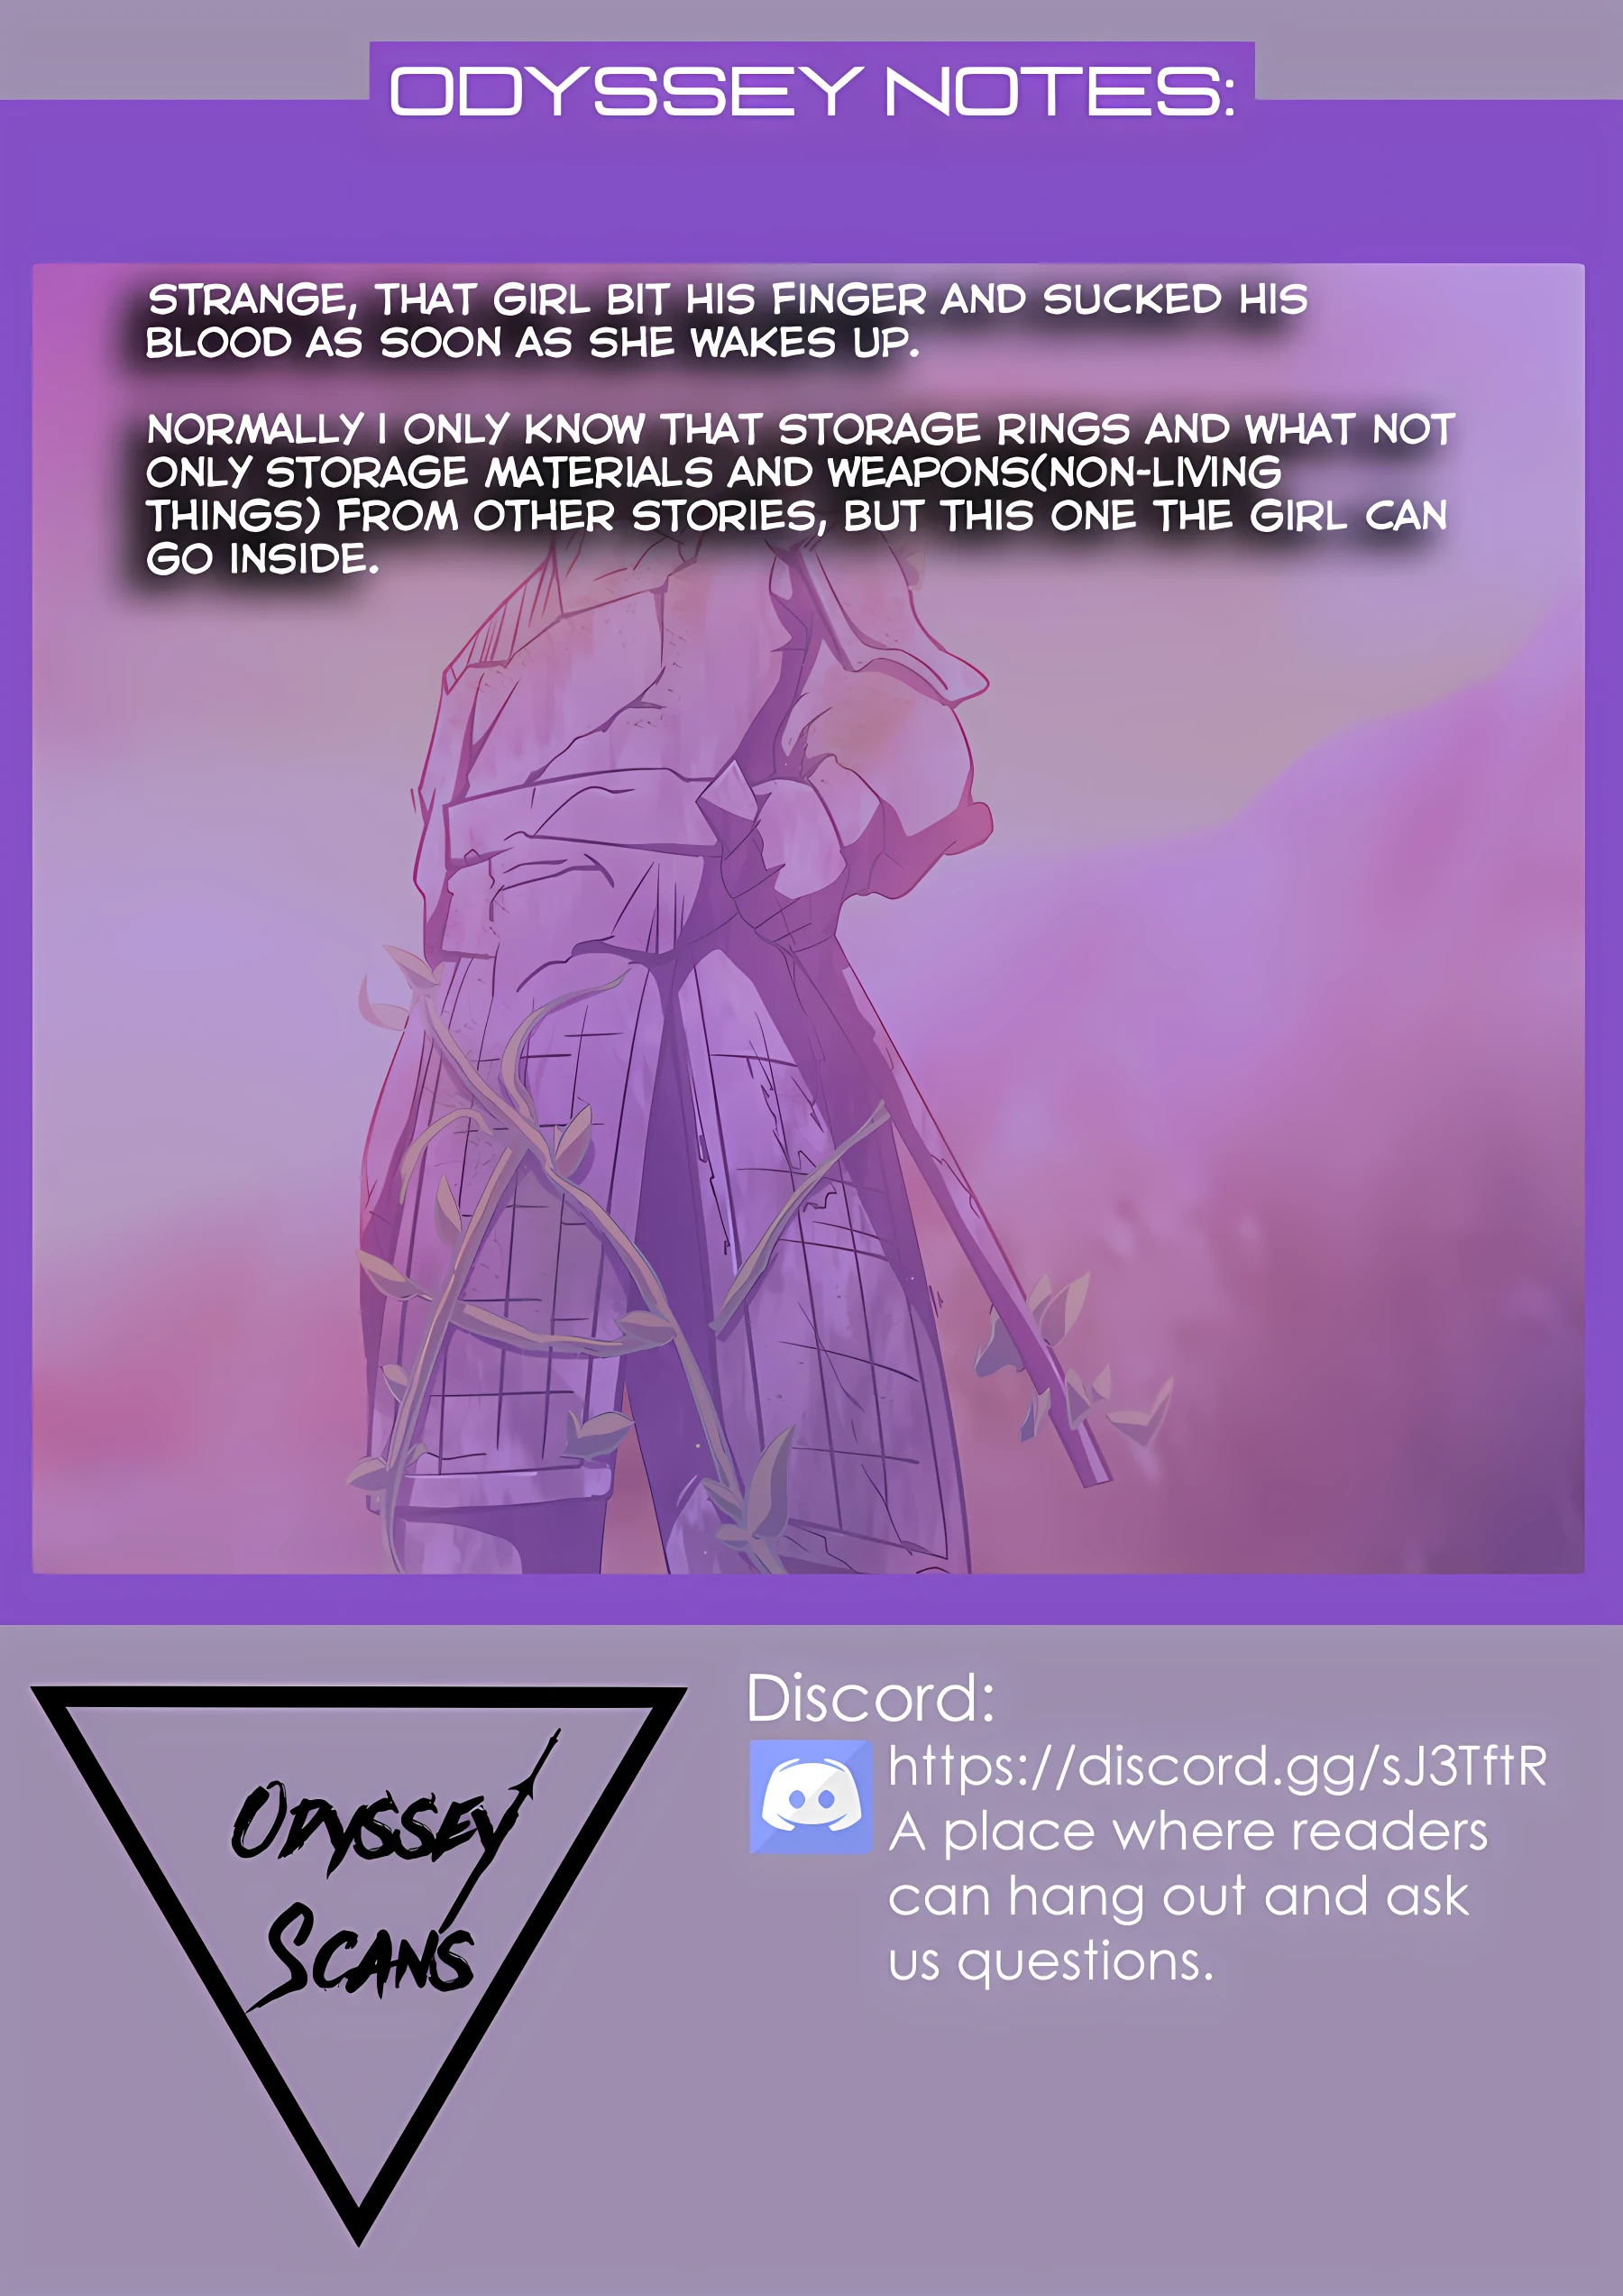 ODYSSEY NOTES:
STRANGE, THAT GIRL BIT HIS FINGER AND SUCKED HIS
BLOOD AS SOON AS SHE WAKES UP.
NORMALLY I ONLY KNOW THAT STORAGE RINGS AND WHAT NOT
ONLY STORAGE MATERIALS AND WEAPONS(NON-LIVING
THINGS) FROM OTHER STORIES, BUT THIS ONE THE GIRL CAN
GO INSIDE.
ODYSSEY
SCANS
Discord:
https://discord.gg/sJ3TftR
A place where readers
can hang out and ask
us questions.